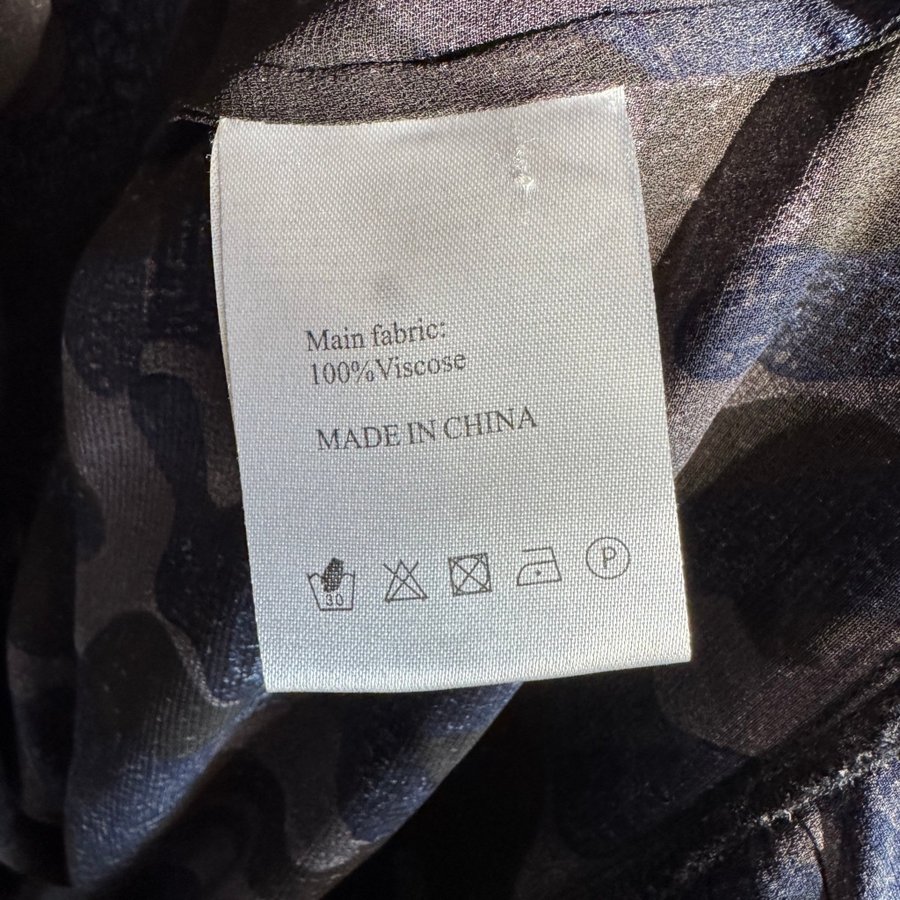 Main fabric:
100%Viscose
MADE IN CHINA
30
P